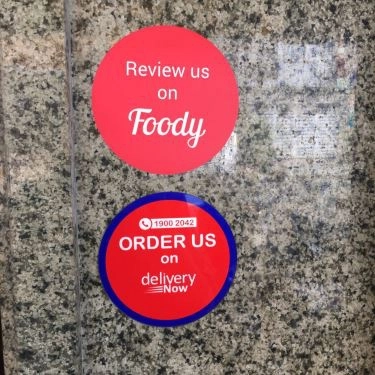 Review us
on
Foody
1900 2042
ORDER US
on
delivery
Now